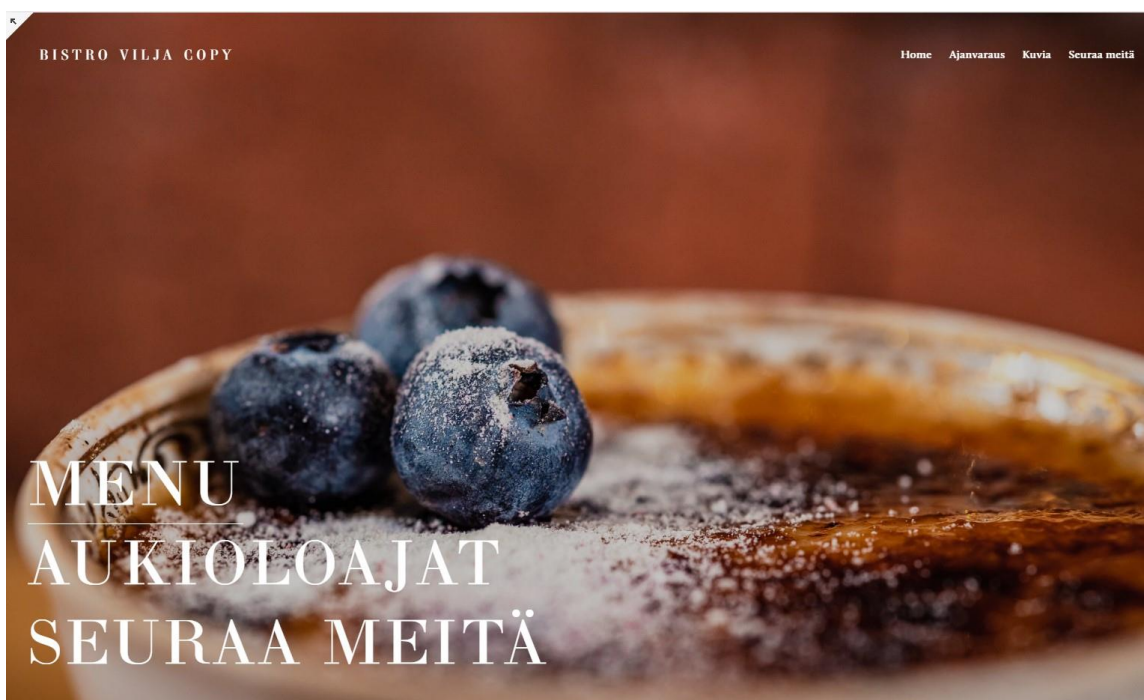 BISTRO VILJA COPY
Home Ajanvaraus Kuvia Seuraa meitä
MENU
AUKIOLOAJAT
SEURAA MEITÄ